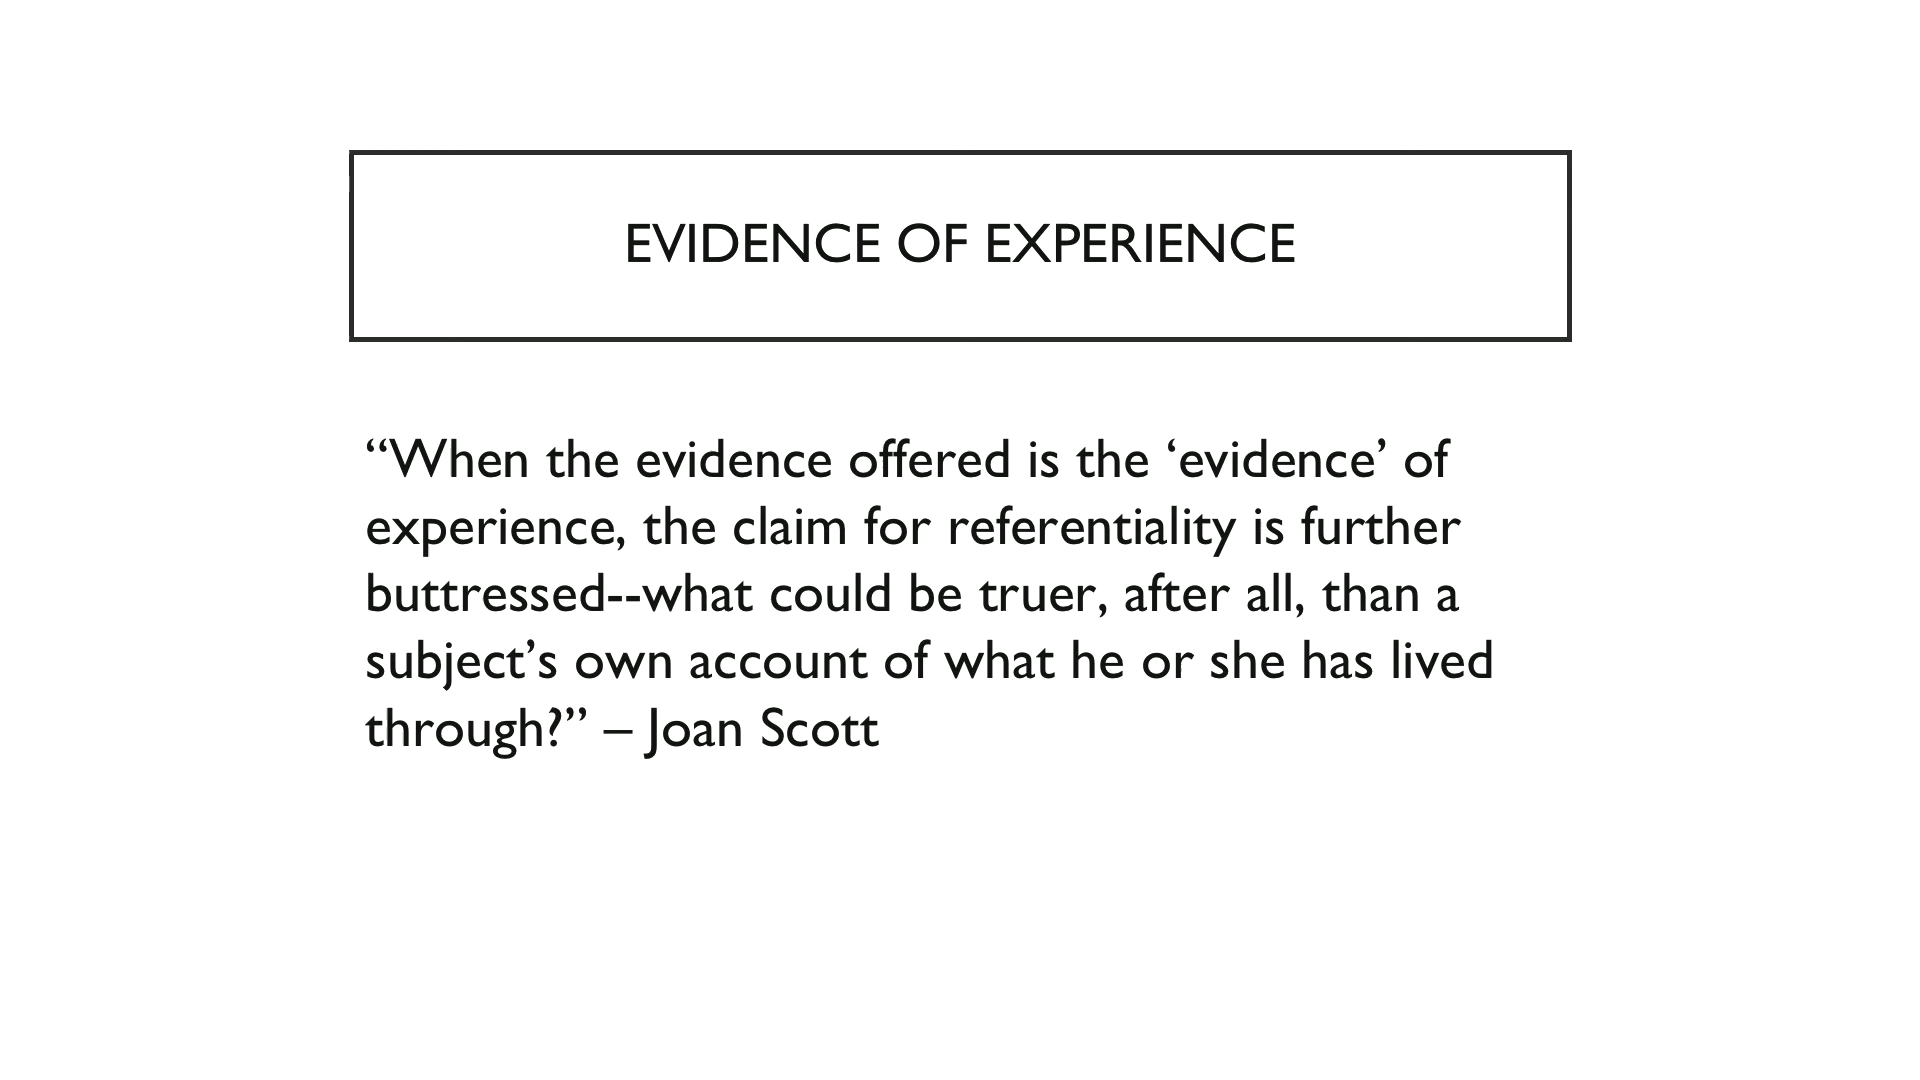 EVIDENCE OF EXPERIENCE
“When the evidence offered is the ‘evidence’ of
experience, the claim for referentiality is further
buttressed--what could be truer, after all, than a
subject’s own account of what he or she has lived
through?” – Joan Scott